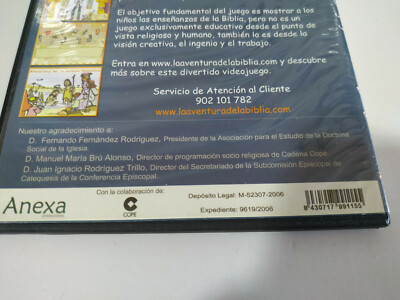 El objetivo fundamental del juego es mostrar a los
niños las enseñanzas de la Biblia, pero no es un
juego exclusivamente educativo desde el punto de
vista religioso y humano, también lo es desde la
visión creativa, el ingenio y el trabajo.
Entra en www.laaventuradelabiblia.com y descubre
más sobre este divertido videojuego.
Servicio de Atención al Cliente
902 101 782
www.laaventuradelabiblia.com
Nuestro agradecimiento a:
D. Fernando Fernández Rodríguez, Presidente de la Asociación para el Estudio de la Doctrina
Social de la Iglesia.
D. Manuel María Brú Alonso, Director de programación socio religiosa de Cadena Cope.
D. Juan Ignacio Rodríguez Trillo, Director del Secretariado de la Subcomisión Episcopal de
Catequesis de la Conferencia Episcopal.
Anexa
Con la colaboración de:
COPE
Depósito Legal: M-52307-2006
Expediente: 9619/2006
8 430717 991155